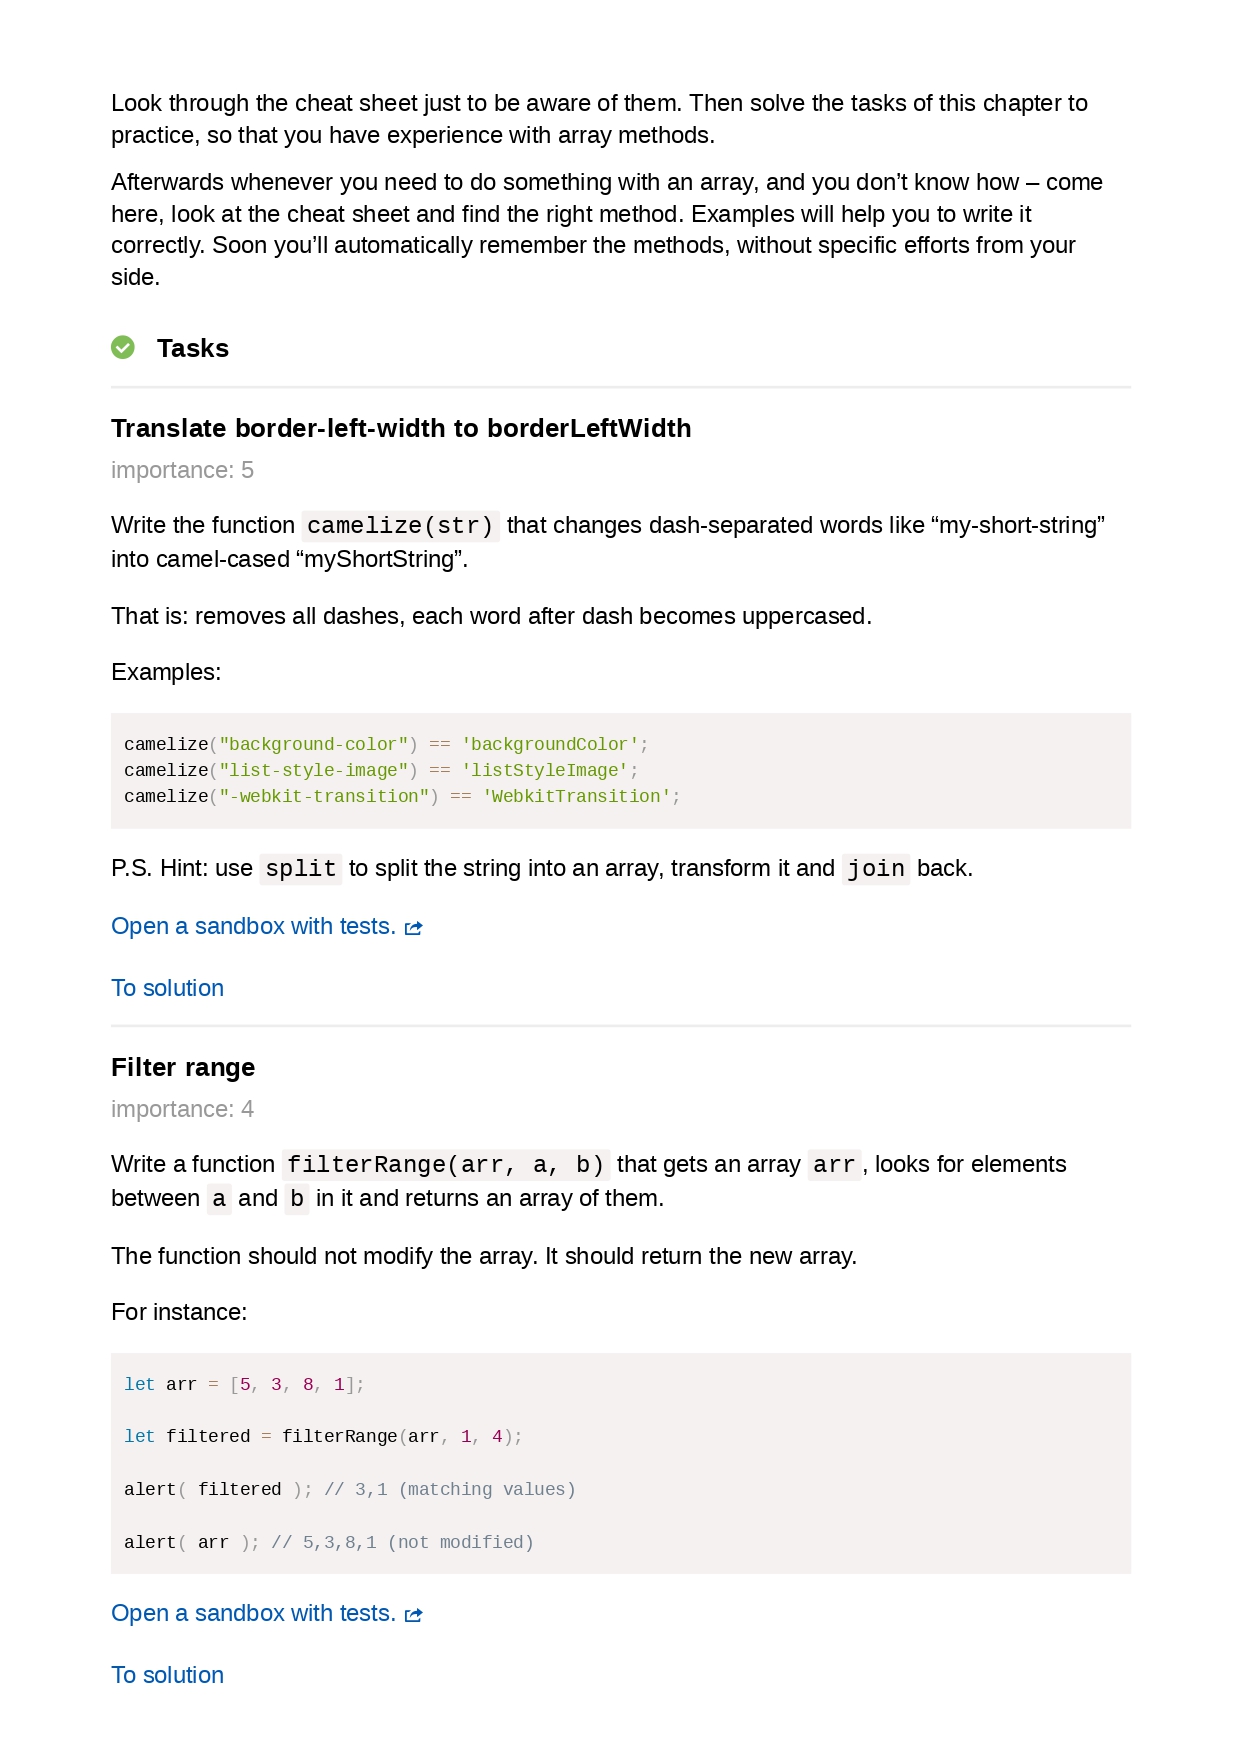 Look through the cheat sheet just to be aware of them. Then solve the tasks of this chapter to
practice, so that you have experience with array methods.
Afterwards whenever you need to do something with an array, and you don’t know how – come
here, look at the cheat sheet and find the right method. Examples will help you to write it
correctly. Soon you’ll automatically remember the methods, without specific efforts from your
side.
Tasks
Translate border-left-width to borderLeftWidth
importance: 5
Write the function camelize(str) that changes dash-separated words like “my-short-string”
into camel-cased “myShortString”.
That is: removes all dashes, each word after dash becomes uppercased.
Examples:
camelize("background-color") == 'backgroundColor';
camelize("list-style-image") == 'listStyleImage';
camelize("-webkit-transition") == 'WebkitTransition';
P.S. Hint: use split to split the string into an array, transform it and join back.
Open a sandbox with tests.
To solution
Filter range
importance: 4
Write a function filterRange(arr, a, b) that gets an array arr, looks for elements
between a and b in it and returns an array of them.
The function should not modify the array. It should return the new array.
For instance:
let arr = [5, 3, 8, 1];
let filtered = filterRange(arr, 1, 4);
alert( filtered ); // 3,1 (matching values)
alert( arr ); // 5,3,8,1 (not modified)
Open a sandbox with tests.
To solution